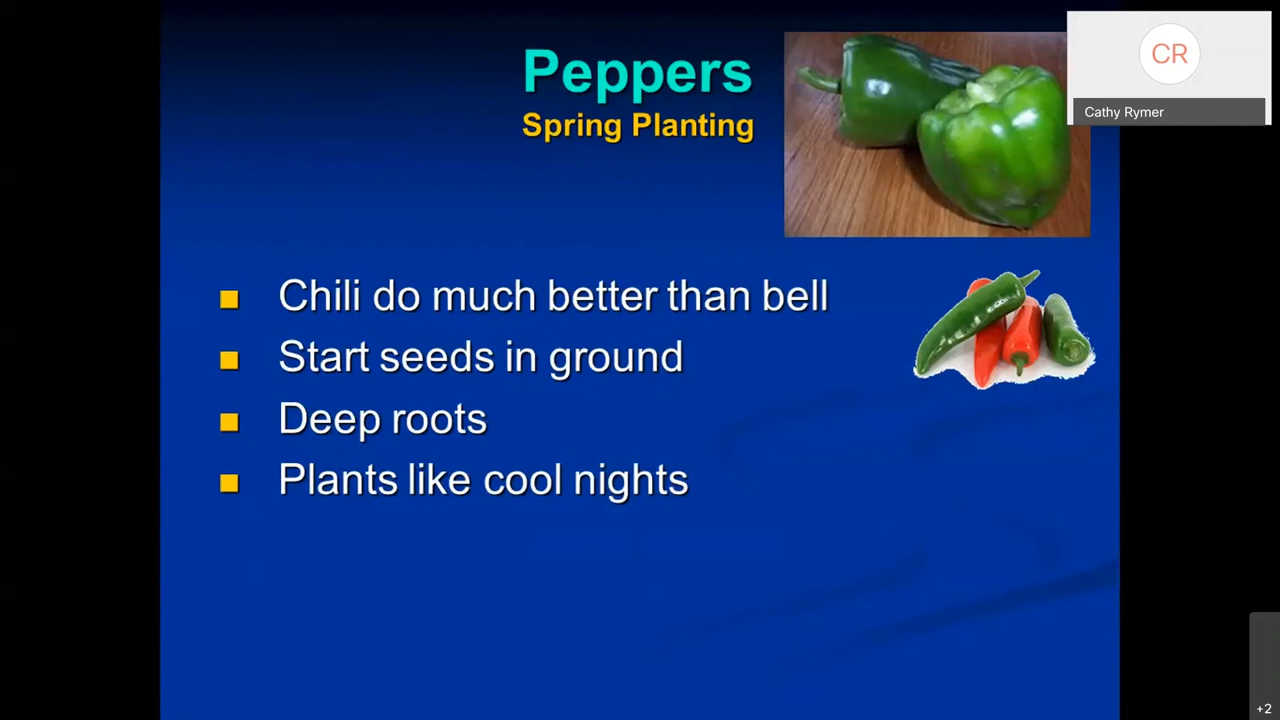 Peppers
Spring Planting
CR
Cathy Rymer
Chili do much better than bell
Start seeds in ground
Deep roots
Plants like cool nights
+2